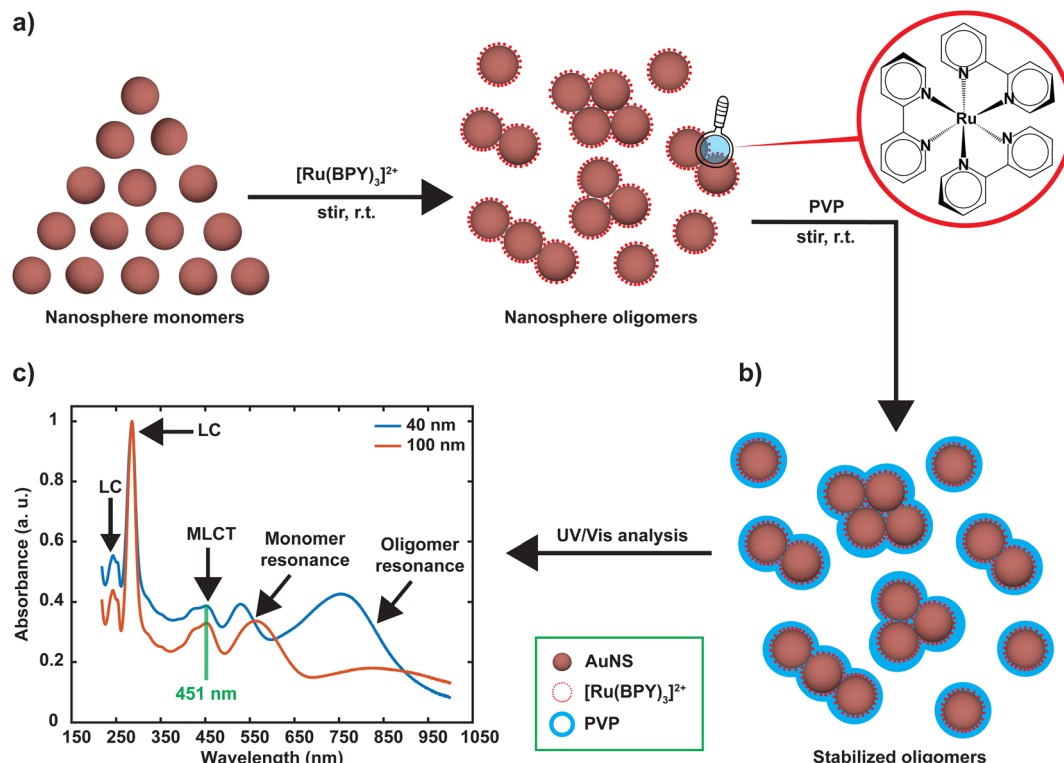 a)
[Ru(BPY)₃]²⁺
stir, r.t.
Nanosphere monomers
Nanosphere oligomers
N
N
N
Ru
N
N
N
PVP
stir, r.t.
b)
Stabilized oligomers
UV/Vis analysis
c)
Absorbance (a. u.)
1
0.8
0.6
0.4
0.2
0
150 250 350 450 550 650 750 850 950 1050
Wavelength (nm)
40 nm
100 nm
LC
LC
MLCT
Monomer
resonance
Oligomer
resonance
451 nm
AuNS
[Ru(BPY)₃]²⁺
PVP